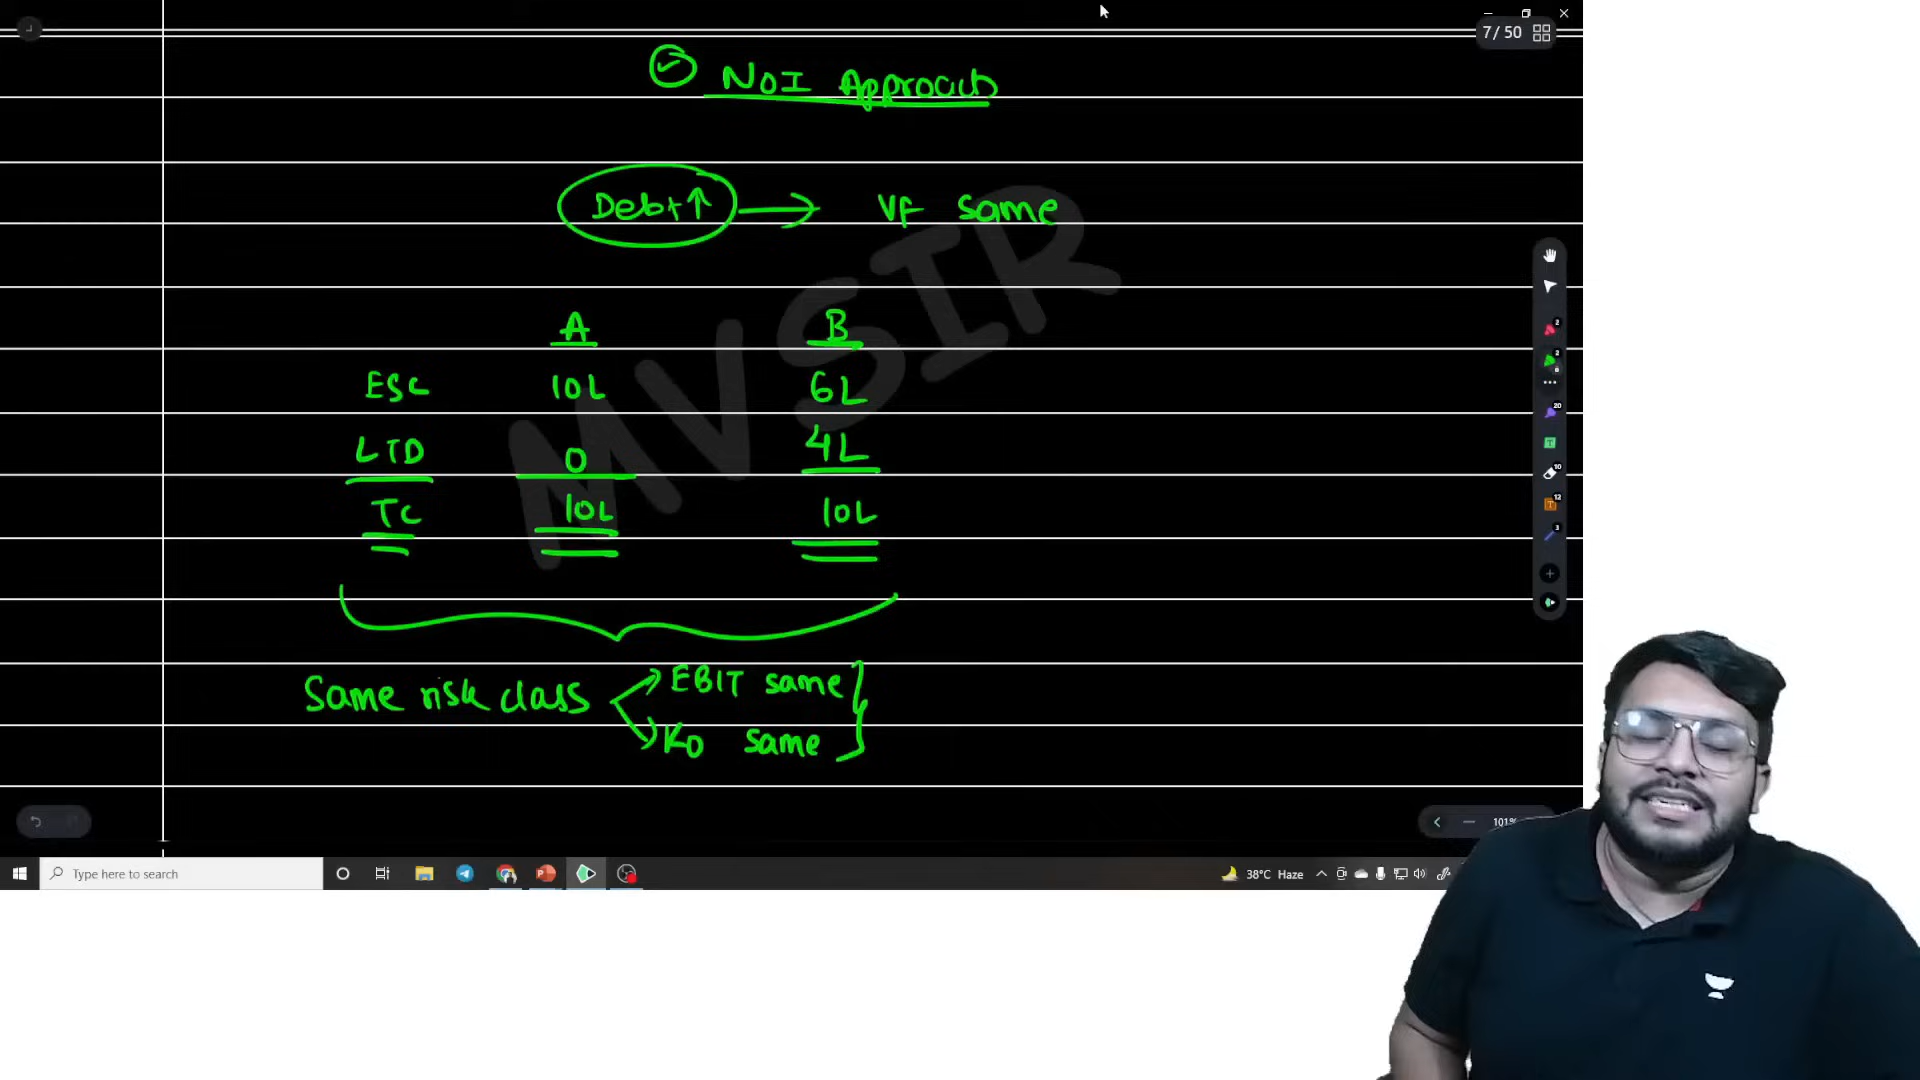 7/ 50
NOI Approach
Debt↑ → VF same
MVSIR
A B
ESC 10L 6L
LTD 0 4L
TC 10L 10L
Same risk class
EBIT same
Ko same
101%
Type here to search
38°C Haze